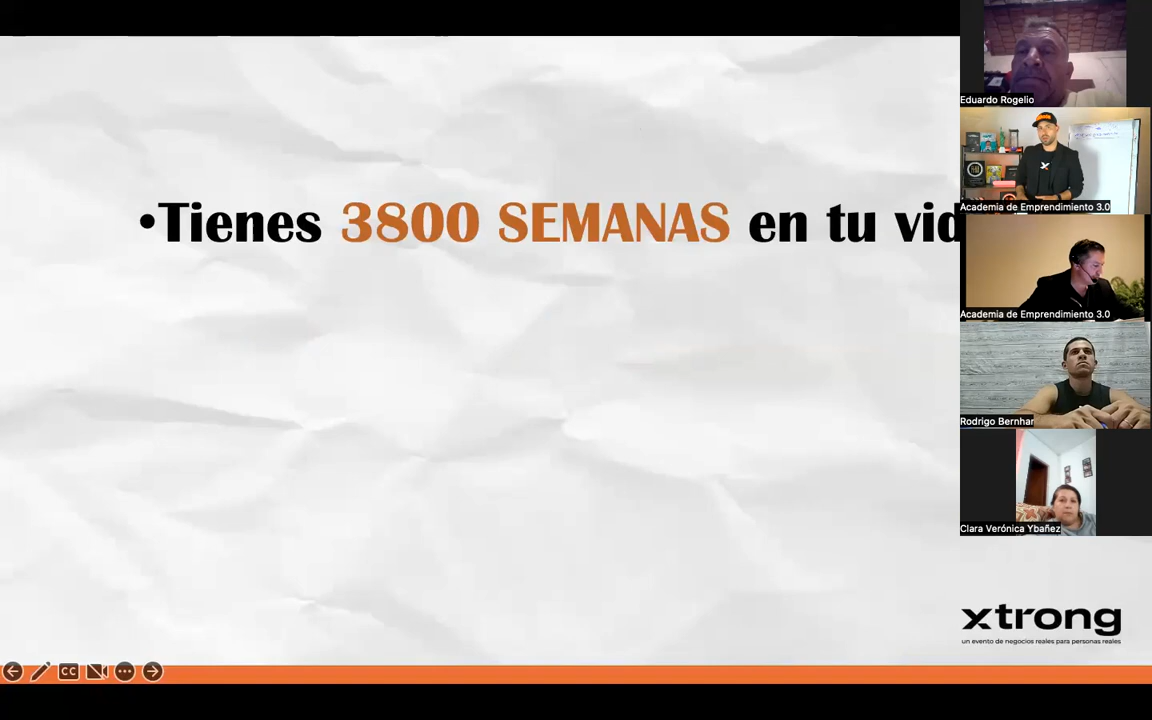 •Tienes 3800 SEMANAS en tu vid
Eduardo Rogelio
Academia de Emprendimiento 3.0
Academia de Emprendimiento 3.0
Rodrigo Bernhar
Clara Verónica Ybañez
xtrong
un evento de negocios reales para personas reales
CC